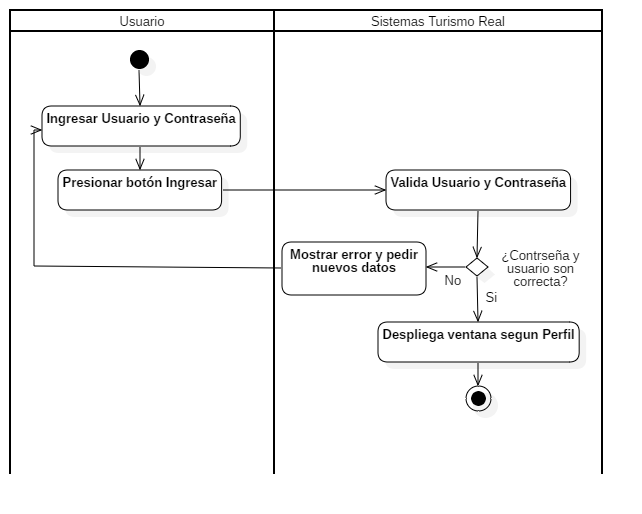 Usuario
Sistemas Turismo Real
Ingresar Usuario y Contraseña
Presionar botón Ingresar
Valida Usuario y Contraseña
Mostrar error y pedir
nuevos datos
¿Contrseña y
usuario son
correcta?
No
Si
Despliega ventana segun Perfil